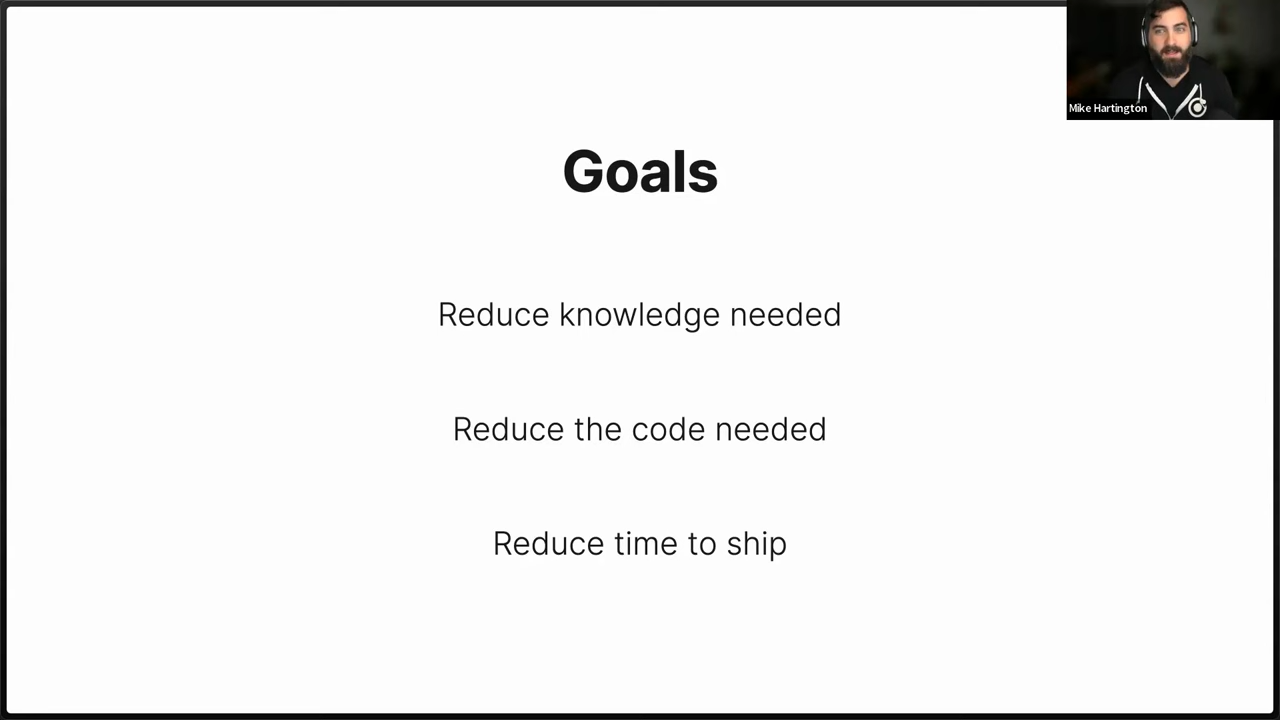 Mike Hartington
Goals
Reduce knowledge needed
Reduce the code needed
Reduce time to ship